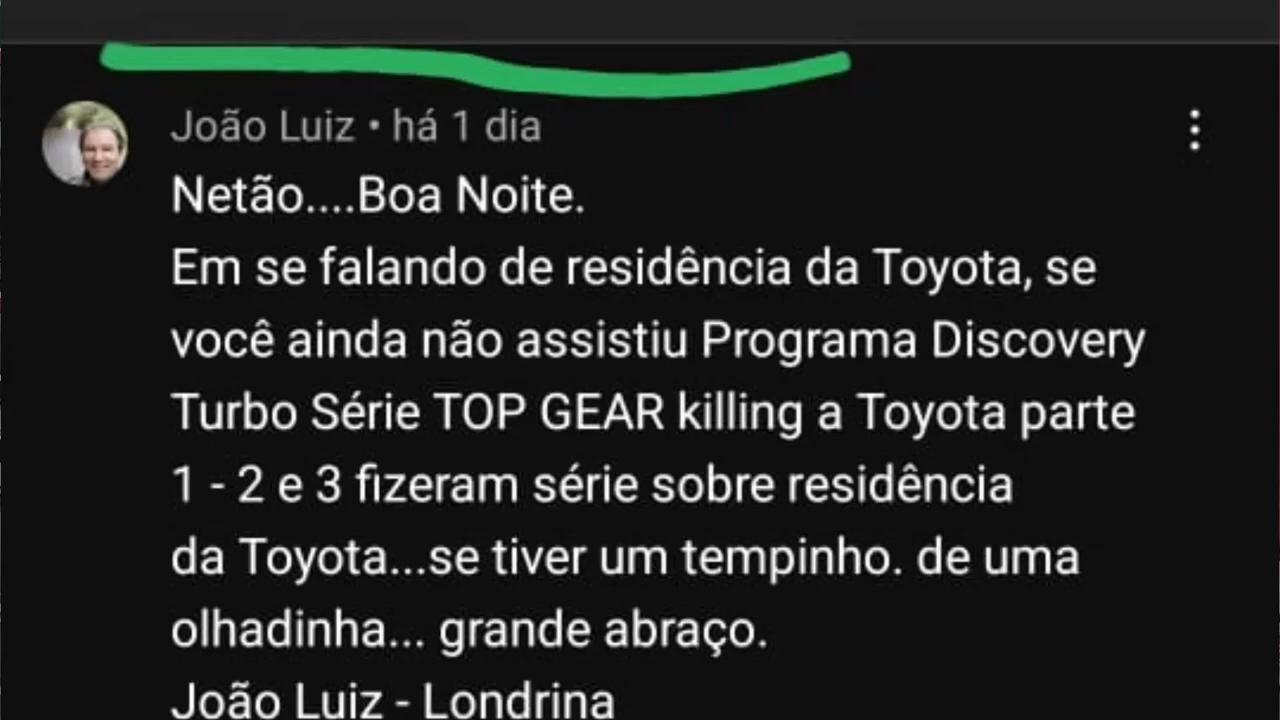 João Luiz • há 1 dia
Netão....Boa Noite.
Em se falando de residência da Toyota, se
você ainda não assistiu Programa Discovery
Turbo Série TOP GEAR killing a Toyota parte
1 - 2 e 3 fizeram série sobre residência
da Toyota...se tiver um tempinho. de uma
olhadinha... grande abraço.
João Luiz - Londrina